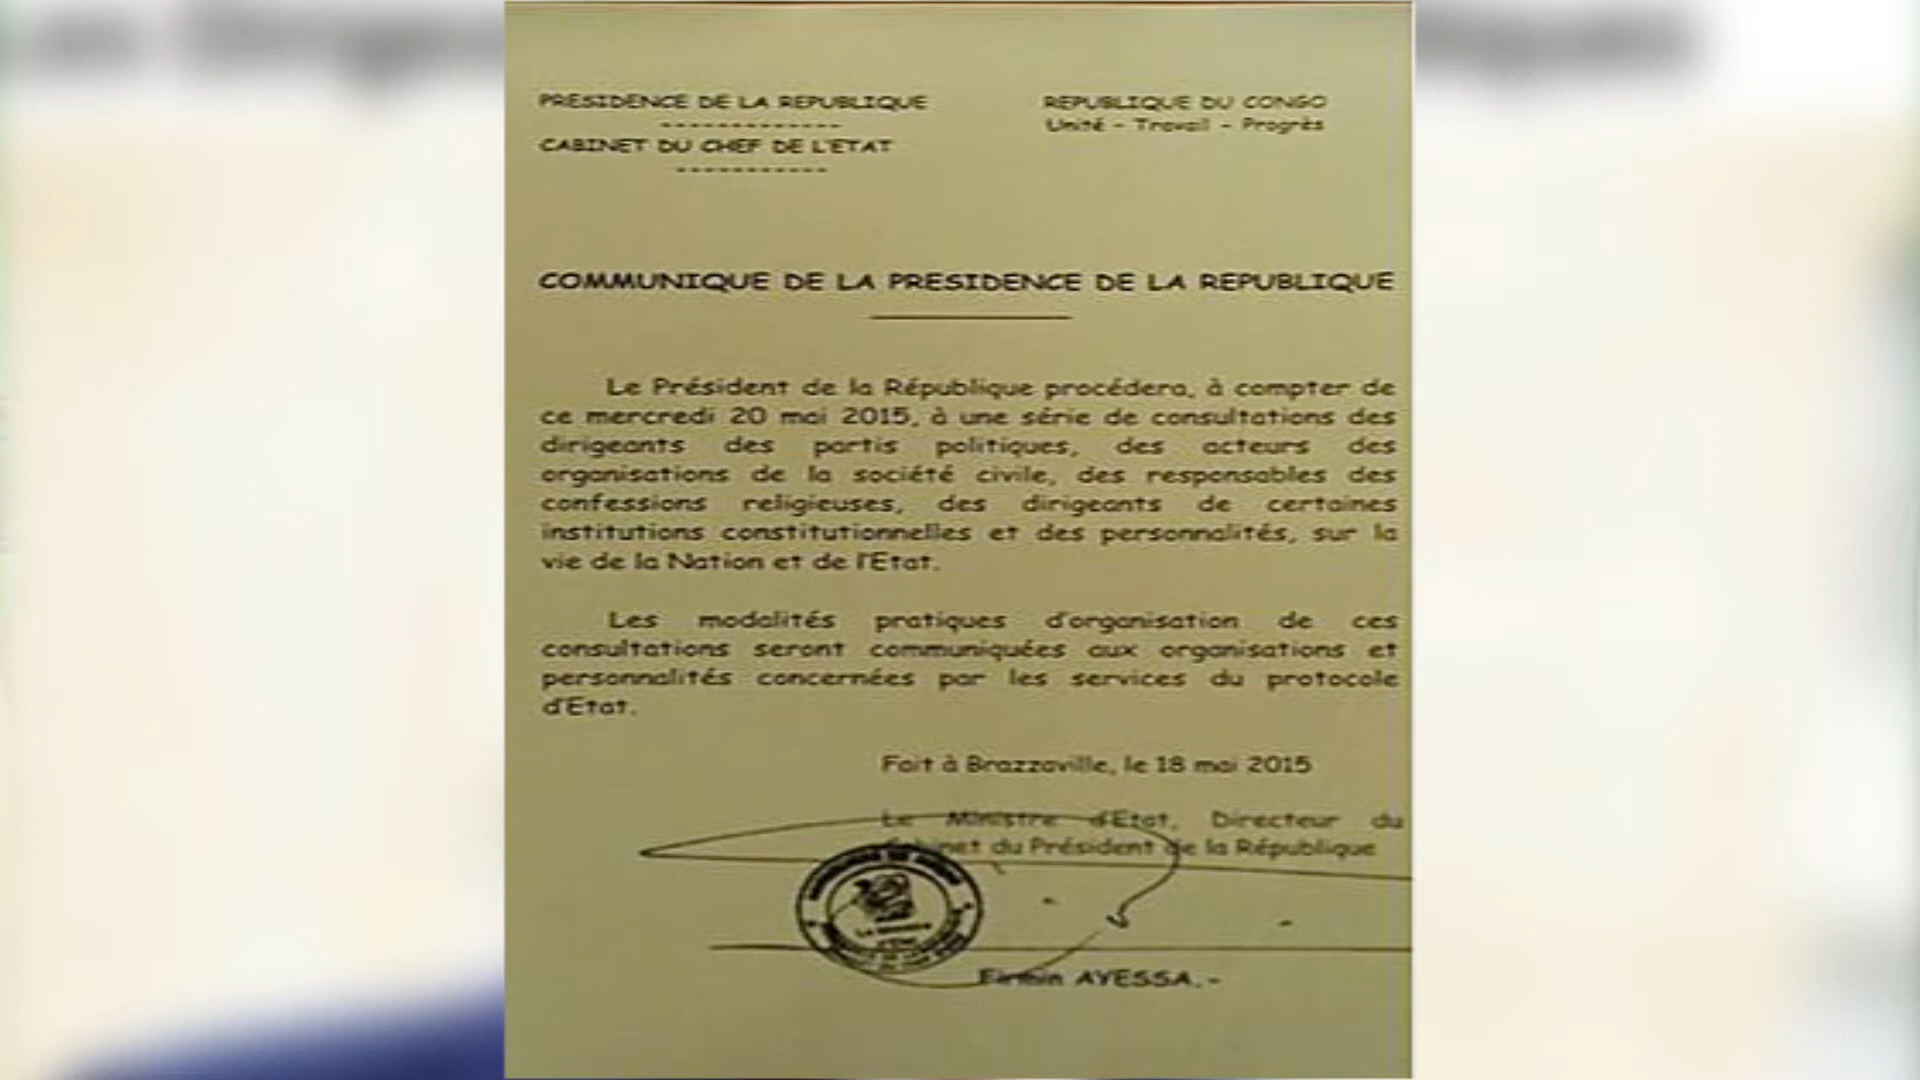 PRESIDENCE DE LA REPUBLIQUE
-------------
CABINET DU CHEF DE L'ETAT
-----------
REPUBLIQUE DU CONGO
Unité - Travail - Progrès
COMMUNIQUE DE LA PRESIDENCE DE LA REPUBLIQUE
Le Président de la République procédera, à compter de
ce mercredi 20 mai 2015, à une série de consultations des
dirigeants des partis politiques, des acteurs des
organisations de la société civile, des responsables des
confessions religieuses, des dirigeants de certaines
institutions constitutionnelles et des personnalités, sur la
vie de la Nation et de l'Etat.
Les modalités pratiques d'organisation de ces
consultations seront communiquées aux organisations et
personnalités concernées par les services du protocole
d'Etat.
Fait à Brazzaville, le 18 mai 2015
Le Ministre d'Etat, Directeur du
Cabinet du Président de la République
Firmin AYESSA.-